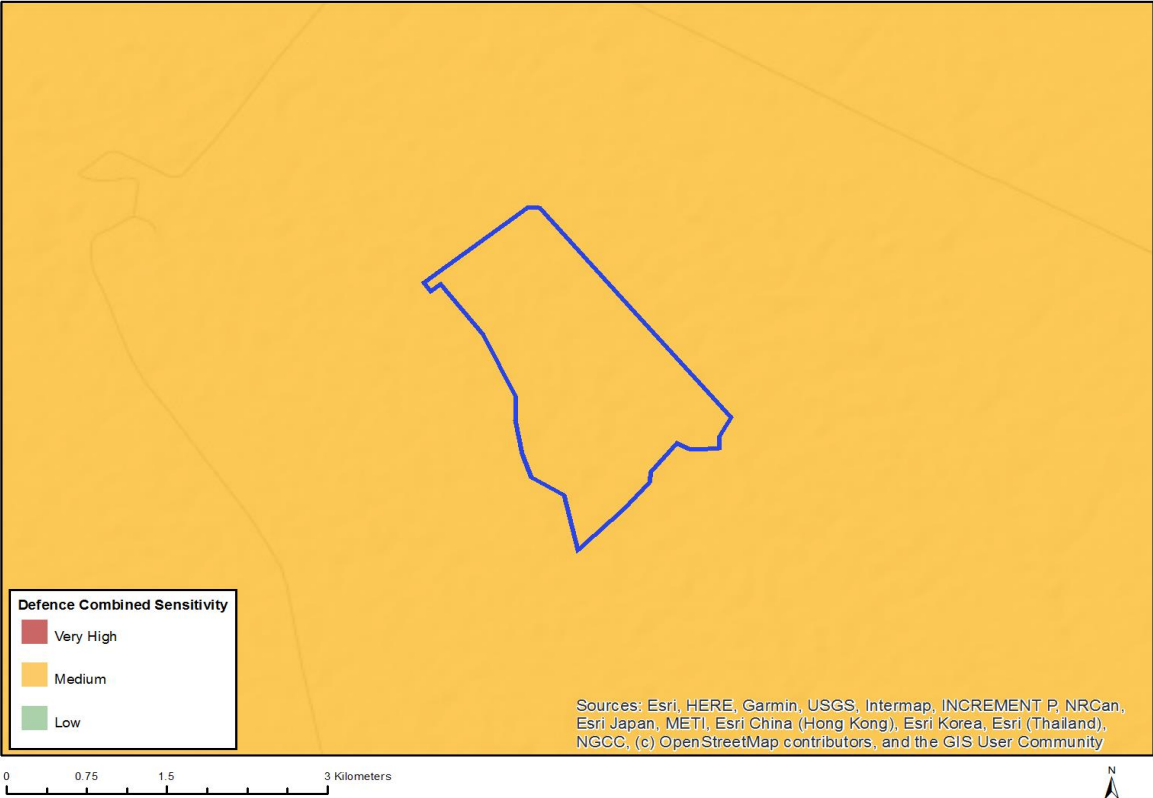 Defence Combined Sensitivity
Very High
Medium
Low
Sources: Esri, HERE, Garmin, USGS, Intermap, INCREMENT P, NRCan,
Esri Japan, METI, Esri China (Hong Kong), Esri Korea, Esri (Thailand),
NGCC, (c) OpenStreetMap contributors, and the GIS User Community
0 0.75 1.5 3 Kilometers
N